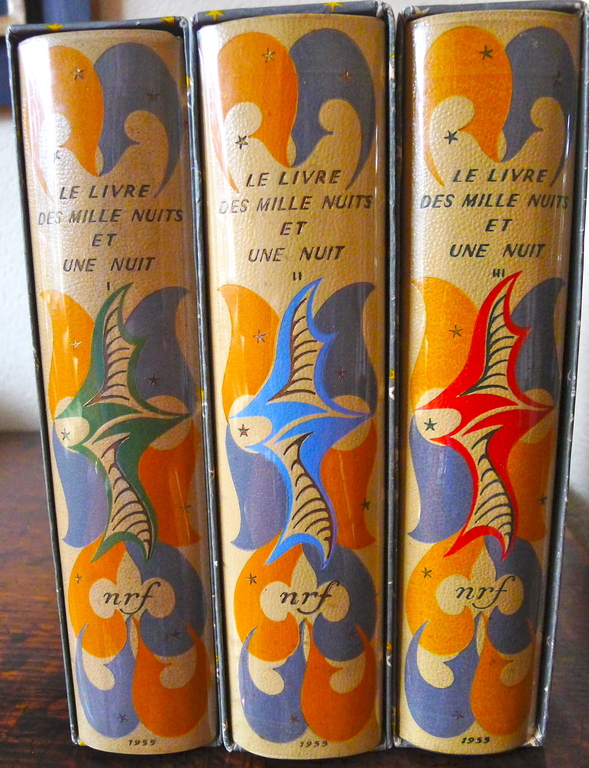 LE LIVRE
DES MILLE NUITS
ET
UNE NUIT
I
nrf
1955
LE LIVRE
DES MILLE NUITS
ET
UNE NUIT
II
nrf
1955
LE LIVRE
DES MILLE NUITS
ET
UNE NUIT
III
nrf
1955